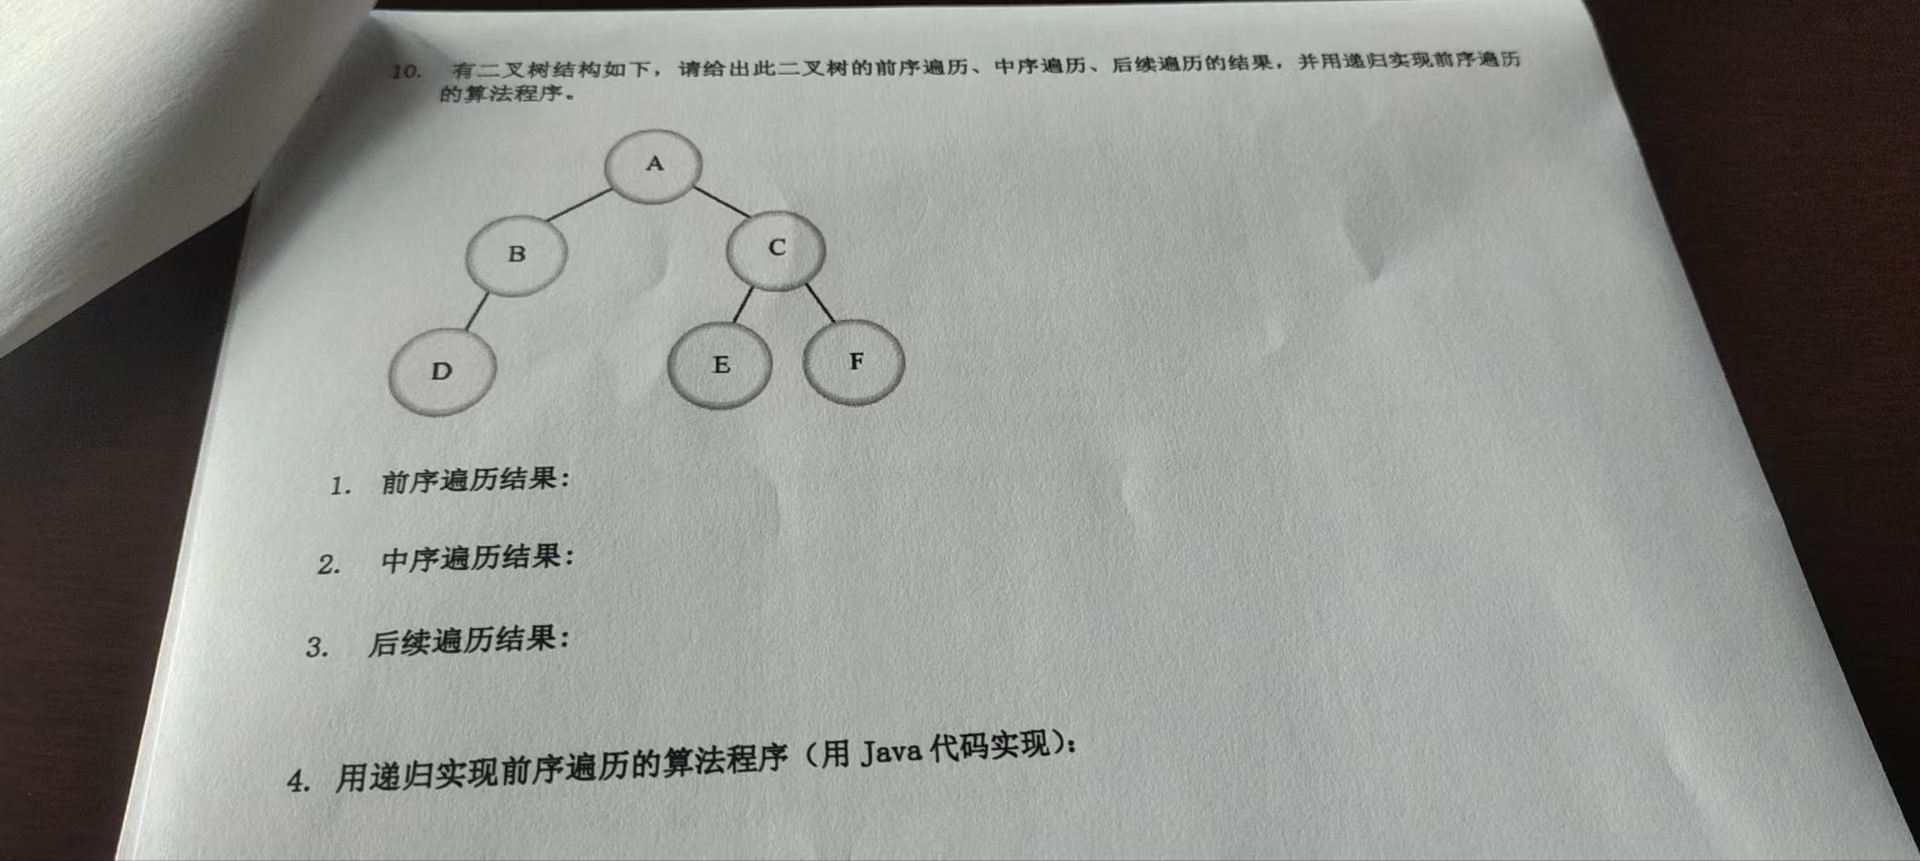 10. 有二叉树结构如下，请给出此二叉树的前序遍历、中序遍历、后续遍历的结果，并用递归实现前序遍历
的算法程序。
A
B
C
D
E
F
1. 前序遍历结果：
2. 中序遍历结果：
3. 后续遍历结果：
4. 用递归实现前序遍历的算法程序（用 Java 代码实现）：